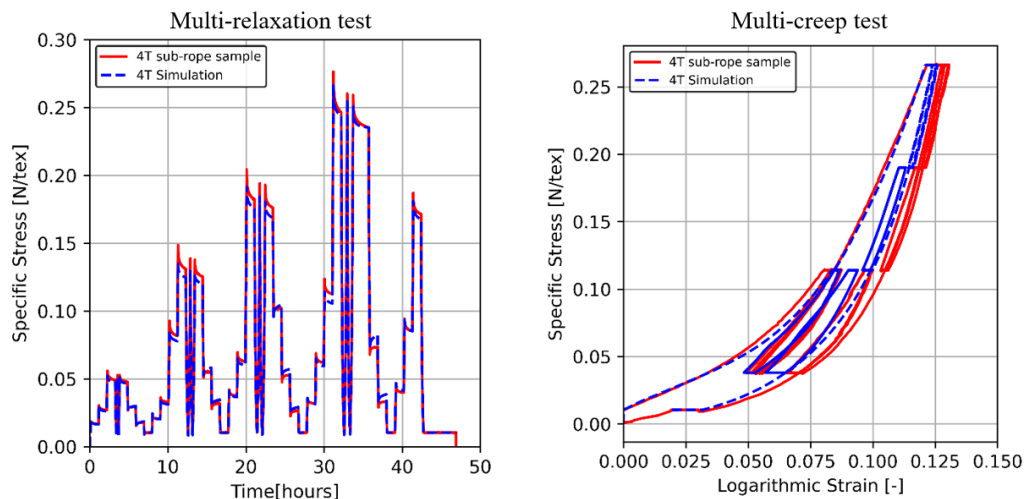 Multi-relaxation test
0.30
0.25
0.20
0.15
0.10
0.05
0.00
Specific Stress [N/tex]
4T sub-rope sample
4T Simulation
0 10 20 30 40 50
Time[hours]
Multi-creep test
0.25
0.20
0.15
0.10
0.05
0.00
Specific Stress [N/tex]
4T sub-rope sample
4T Simulation
0.000 0.025 0.050 0.075 0.100 0.125 0.150
Logarithmic Strain [-]